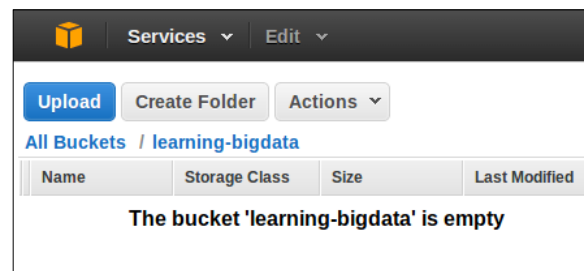 Services Edit
Upload Create Folder Actions
All Buckets / learning-bigdata
Name Storage Class Size Last Modified
The bucket 'learning-bigdata' is empty